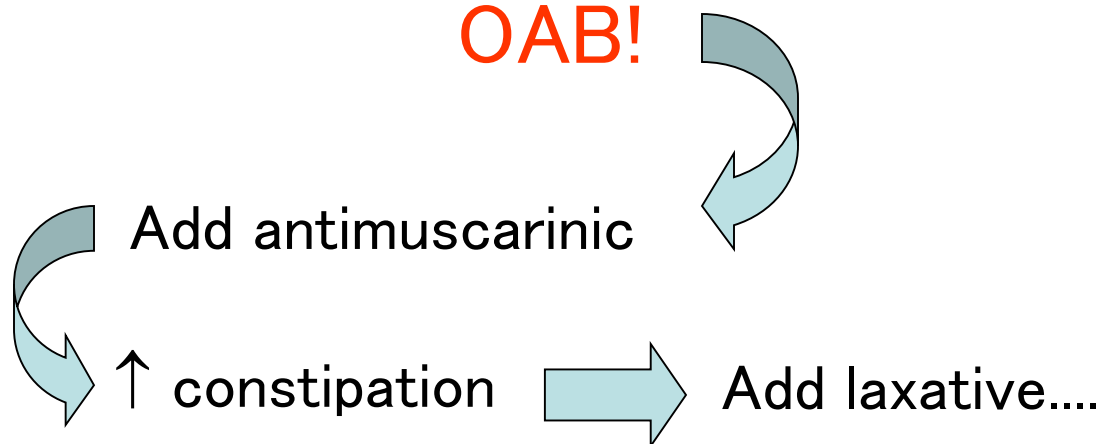 OAB!
Add antimuscarinic
↑ constipation
Add laxative....